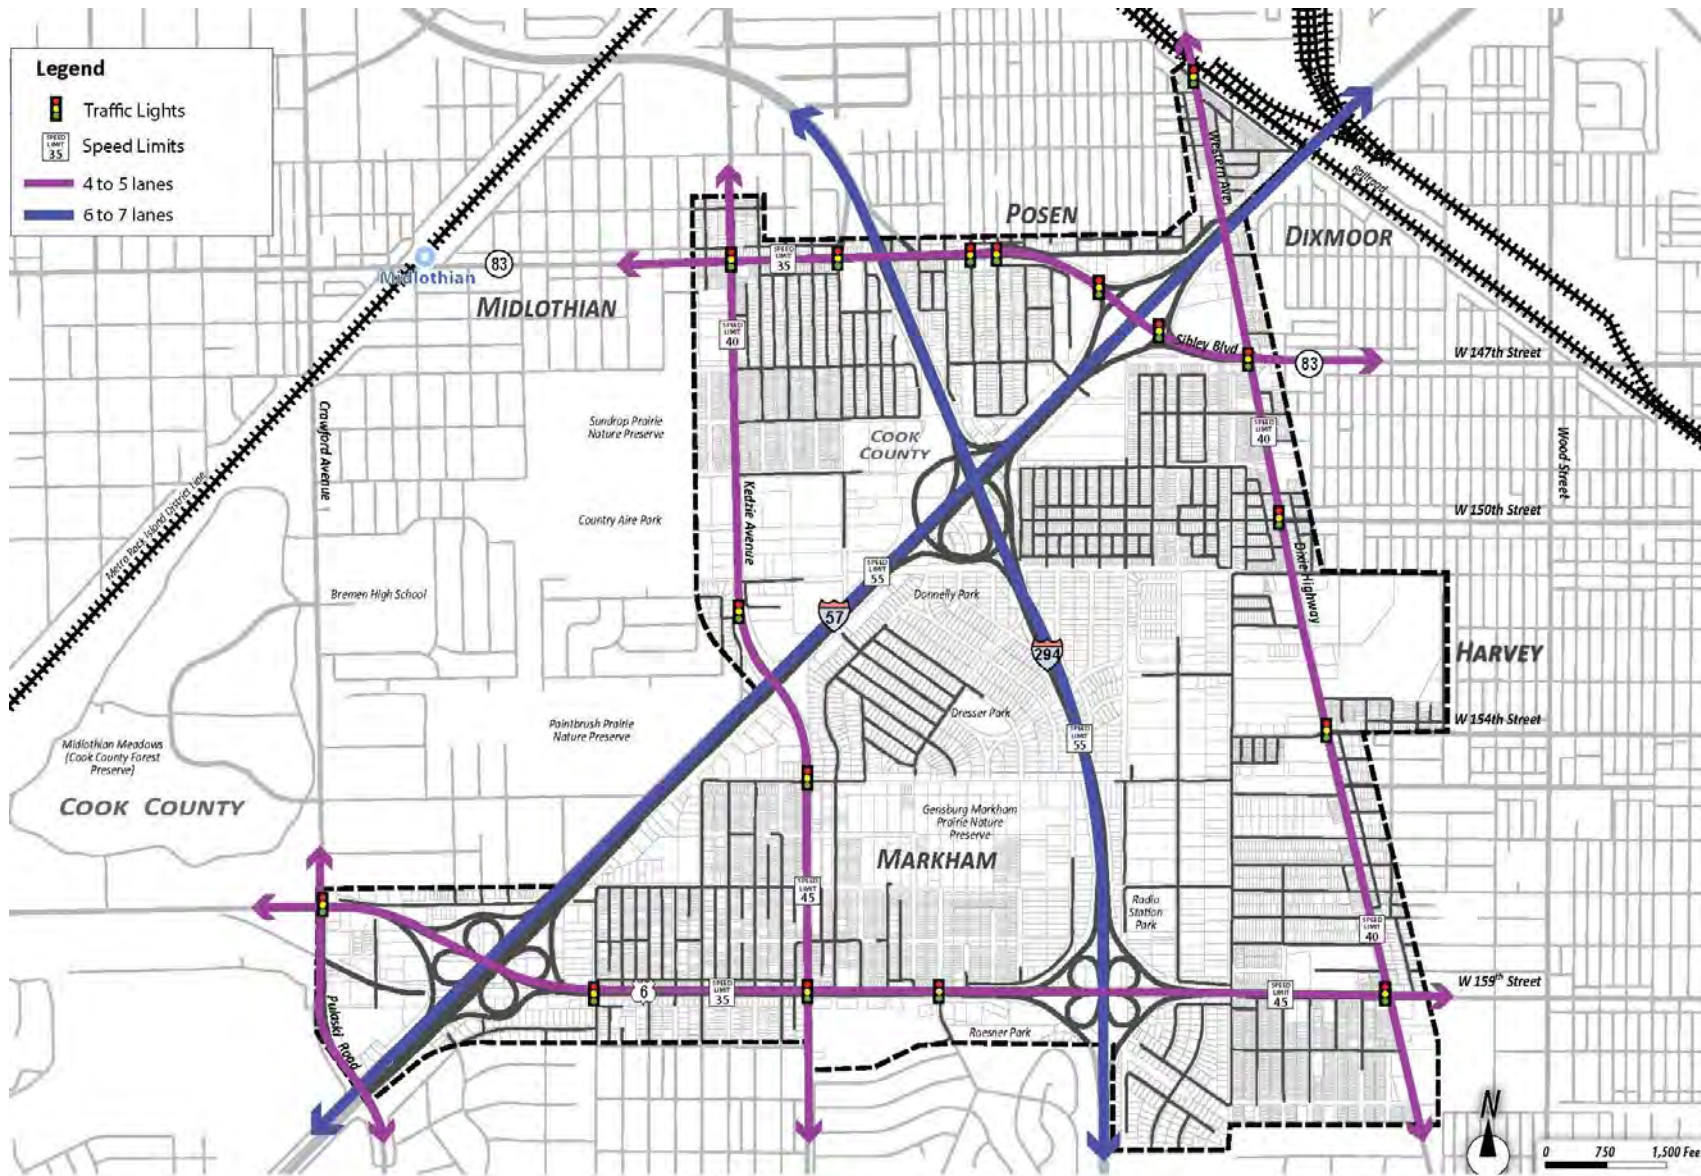 Legend
Traffic Lights
SPEED
LIMIT
35
Speed Limits
4 to 5 lanes
6 to 7 lanes
Western Ave
Railroad
POSEN
DIXMOOR
83
Midlothian
MIDLOTHIAN
SPEED
LIMIT
35
SPEED
LIMIT
40
Sibley Blvd
83
W 147th Street
Crawford Avenue
Sundrop Prairie
Nature Preserve
COOK
COUNTY
SPEED
LIMIT
40
Wood Street
Metra Rock Island District Line
Country Aire Park
Kedzie Avenue
W 150th Street
SPEED
LIMIT
55
Dixie Highway
Bremen High School
Donnelly Park
57
294
HARVEY
Paintbrush Prairie
Nature Preserve
Dresser Park
W 154th Street
SPEED
LIMIT
55
Midlothian Meadows
(Cook County Forest
Preserve)
COOK COUNTY
Gensburg Markham
Prairie Nature
Preserve
MARKHAM
SPEED
LIMIT
45
Radio
Station
Park
SPEED
LIMIT
40
6
SPEED
LIMIT
35
SPEED
LIMIT
45
W 159th Street
Pulaski Road
Roesner Park
N
0 750 1,500 Fee